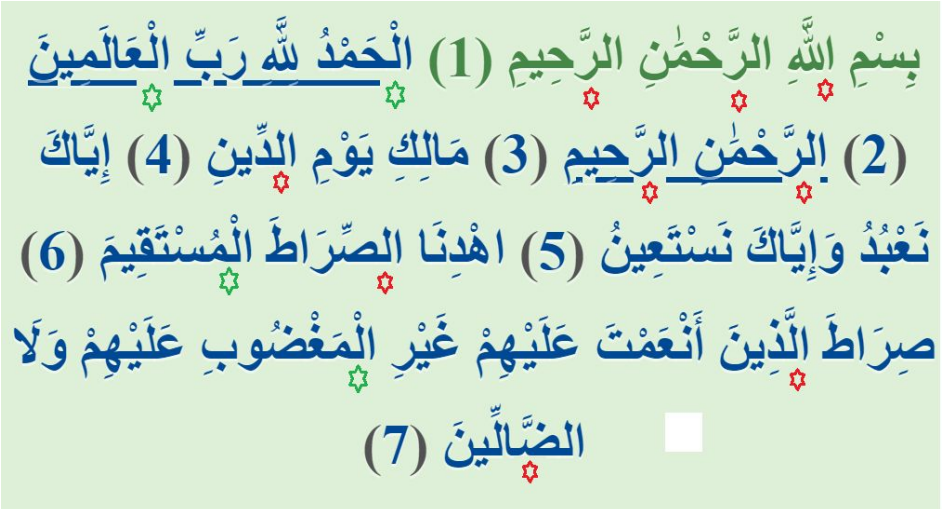 بِسْمِ اللَّهِ الرَّحْمَٰنِ الرَّحِيمِ (1) الْحَمْدُ لِلَّهِ رَبِّ الْعَالَمِينَ
(2) الرَّحْمَٰنِ الرَّحِيمِ (3) مَالِكِ يَوْمِ الدِّينِ (4) إِيَّاكَ
نَعْبُدُ وَإِيَّاكَ نَسْتَعِينُ (5) اهْدِنَا الصِّرَاطَ الْمُسْتَقِيمَ (6)
صِرَاطَ الَّذِينَ أَنْعَمْتَ عَلَيْهِمْ غَيْرِ الْمَغْضُوبِ عَلَيْهِمْ وَلَا
الضَّالِّينَ (7)